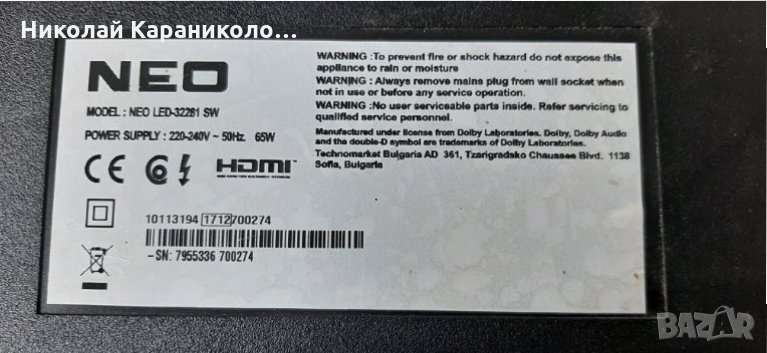 Николай Караниколо…
NEO
MODEL : NEO LED-32281 SW
POWER SUPPLY : 220-240V ~ 50Hz 65W
HDMI™
WARNING :To prevent fire or shock hazard do not expose this
appliance to rain or moisture
WARNING :Always remove mains plug from wall socket when
not in use or before any service operation.
WARNING :No user serviceable parts inside. Refer servicing to
qualified service personnel.
Manufactured under license from Dolby Laboratories. Dolby, Dolby Audio
and the double-D symbol are trademarks of Dolby Laboratories.
Technomarket Bulgaria AD 361, Tzarigradsko Chaussee Blvd. 1138
Sofia, Bulgaria
10113194 1712 700274
-SN: 7955336 700274
BAZAR